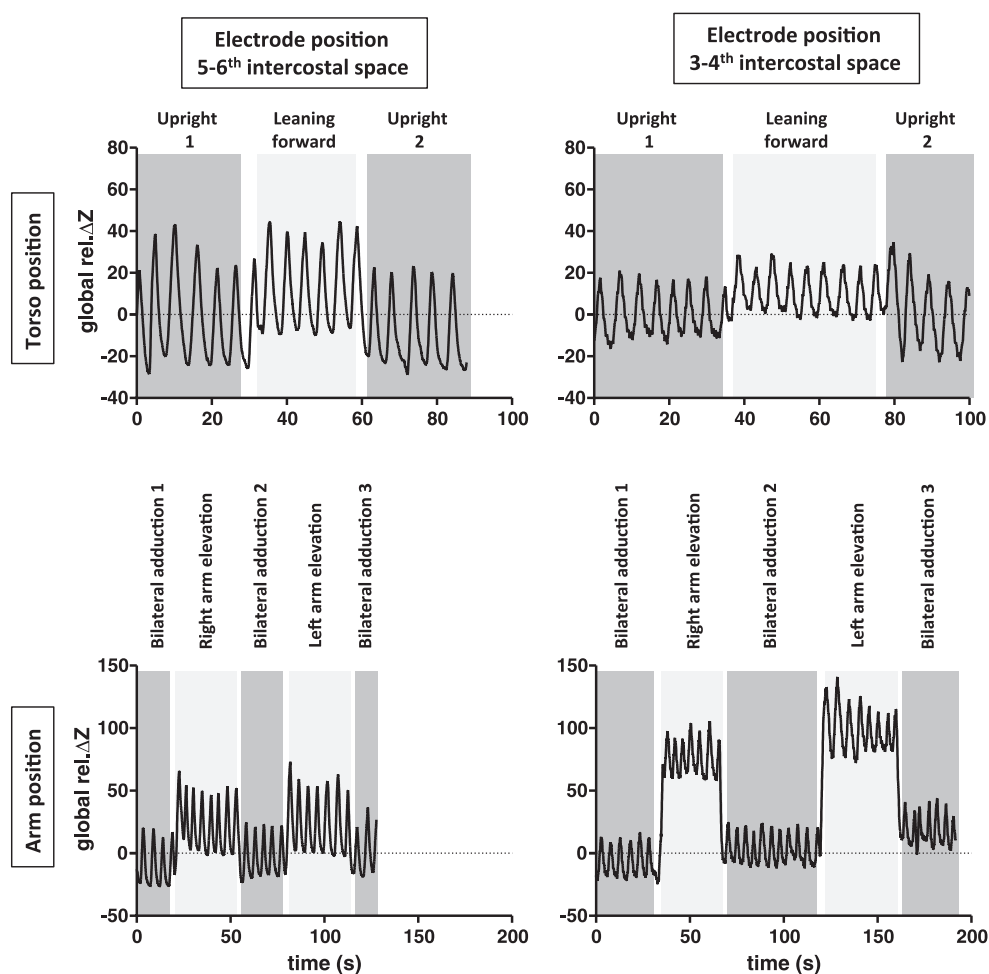 Electrode position
5-6th intercostal space
Electrode position
3-4th intercostal space
Torso position
Upright
1
Leaning
forward
Upright
2
global rel.ΔZ
80
60
40
20
0
-20
-40
0 20 40 60 80 100
Upright
1
Leaning
forward
Upright
2
80
60
40
20
0
-20
-40
0 20 40 60 80 100
Arm position
Bilateral adduction 1
Right arm elevation
Bilateral adduction 2
Left arm elevation
Bilateral adduction 3
global rel.ΔZ
150
100
50
0
-50
0 50 100 150 200
time (s)
Bilateral adduction 1
Right arm elevation
Bilateral adduction 2
Left arm elevation
Bilateral adduction 3
150
100
50
0
-50
0 50 100 150 200
time (s)